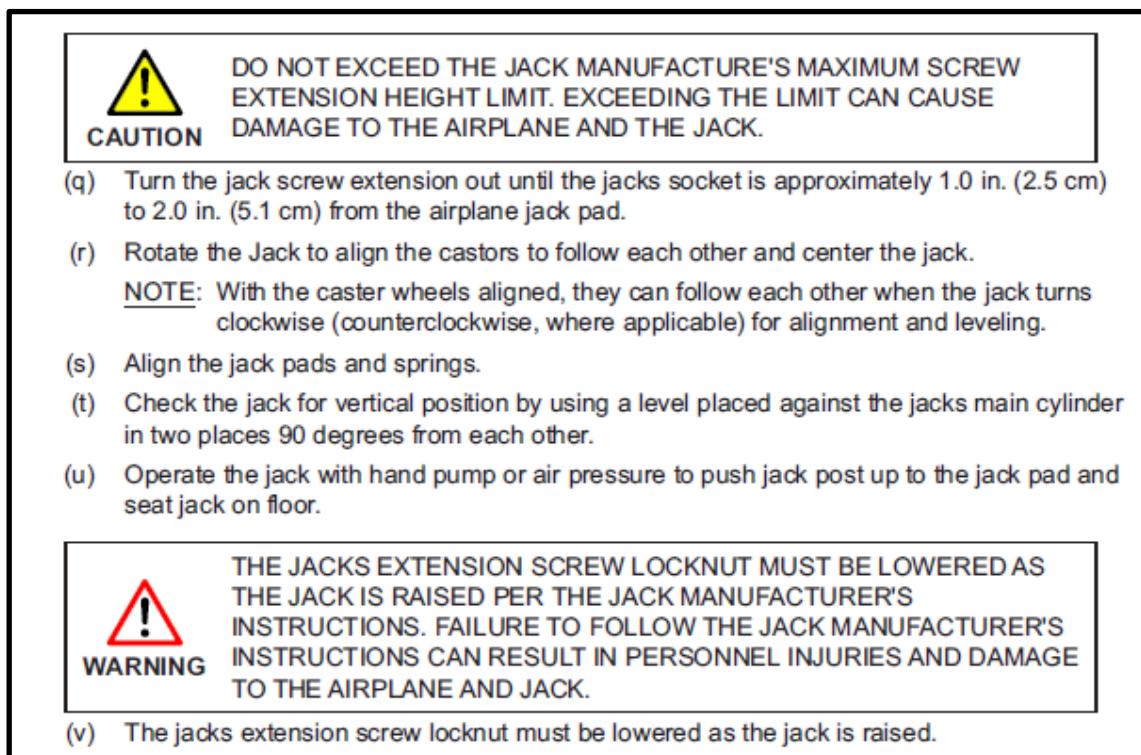 DO NOT EXCEED THE JACK MANUFACTURE'S MAXIMUM SCREW
EXTENSION HEIGHT LIMIT. EXCEEDING THE LIMIT CAN CAUSE
DAMAGE TO THE AIRPLANE AND THE JACK.
CAUTION
(q) Turn the jack screw extension out until the jacks socket is approximately 1.0 in. (2.5 cm)
to 2.0 in. (5.1 cm) from the airplane jack pad.
(r) Rotate the Jack to align the castors to follow each other and center the jack.
NOTE: With the caster wheels aligned, they can follow each other when the jack turns
clockwise (counterclockwise, where applicable) for alignment and leveling.
(s) Align the jack pads and springs.
(t) Check the jack for vertical position by using a level placed against the jacks main cylinder
in two places 90 degrees from each other.
(u) Operate the jack with hand pump or air pressure to push jack post up to the jack pad and
seat jack on floor.
THE JACKS EXTENSION SCREW LOCKNUT MUST BE LOWERED AS
THE JACK IS RAISED PER THE JACK MANUFACTURER'S
INSTRUCTIONS. FAILURE TO FOLLOW THE JACK MANUFACTURER'S
INSTRUCTIONS CAN RESULT IN PERSONNEL INJURIES AND DAMAGE
TO THE AIRPLANE AND JACK.
WARNING
(v) The jacks extension screw locknut must be lowered as the jack is raised.